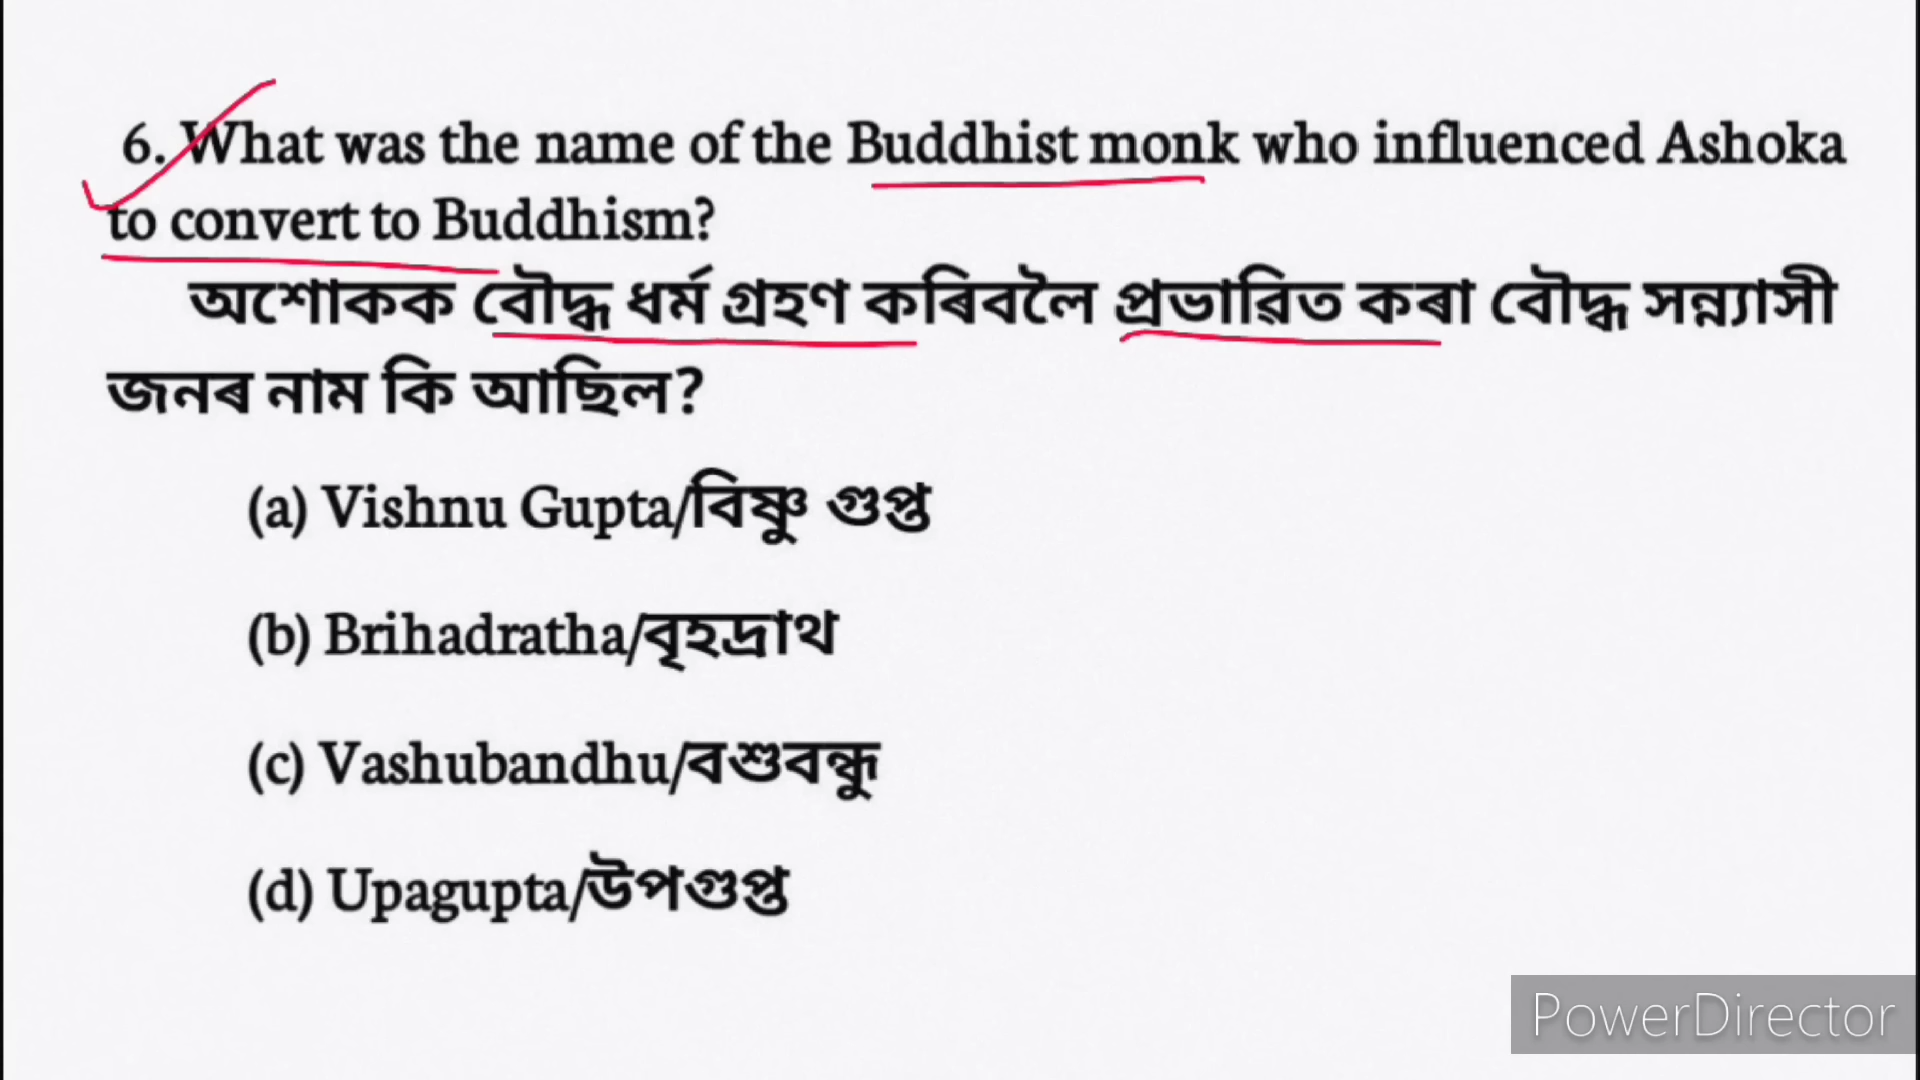 6. What was the name of the Buddhist monk who influenced Ashoka
to convert to Buddhism?
অশোকক বৌদ্ধ ধৰ্ম গ্ৰহণ কৰিবলৈ প্ৰভাৱিত কৰা বৌদ্ধ সন্ন্যাসী
জনৰ নাম কি আছিল?
(a) Vishnu Gupta/বিষ্ণু গুপ্ত
(b) Brihadratha/বৃহদ্ৰাথ
(c) Vashubandhu/বশুবন্ধু
(d) Upagupta/উপগুপ্ত
PowerDirector